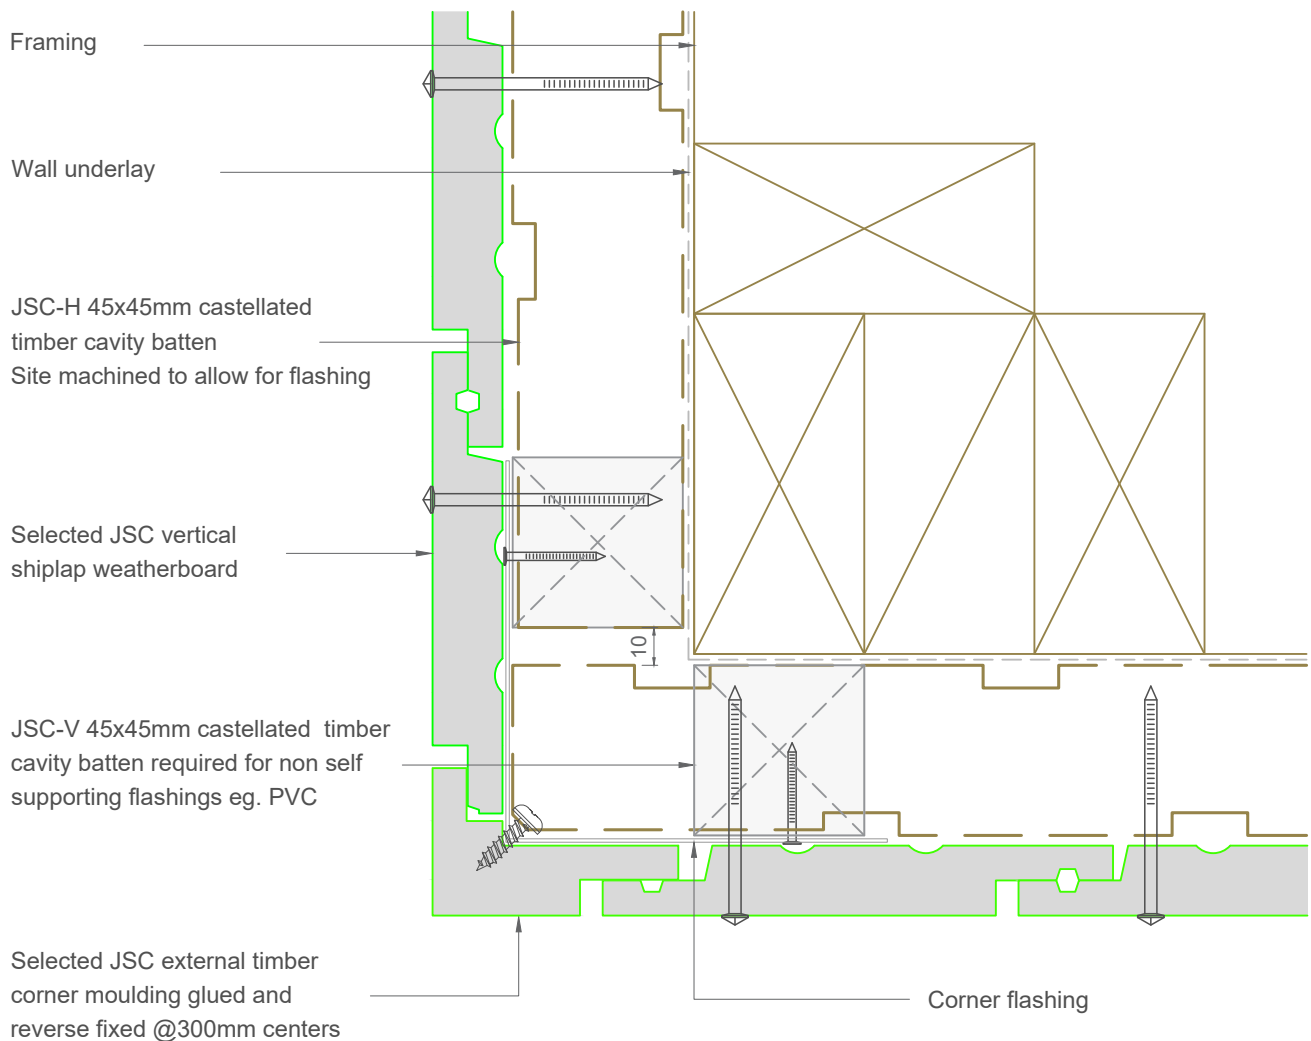 Framing
Wall underlay
JSC-H 45x45mm castellated
timber cavity batten
Site machined to allow for flashing
Selected JSC vertical
shiplap weatherboard
10
JSC-V 45x45mm castellated  timber
cavity batten required for non self
supporting flashings eg. PVC
Selected JSC external timber
corner moulding glued and
reverse fixed @300mm centers
Corner flashing